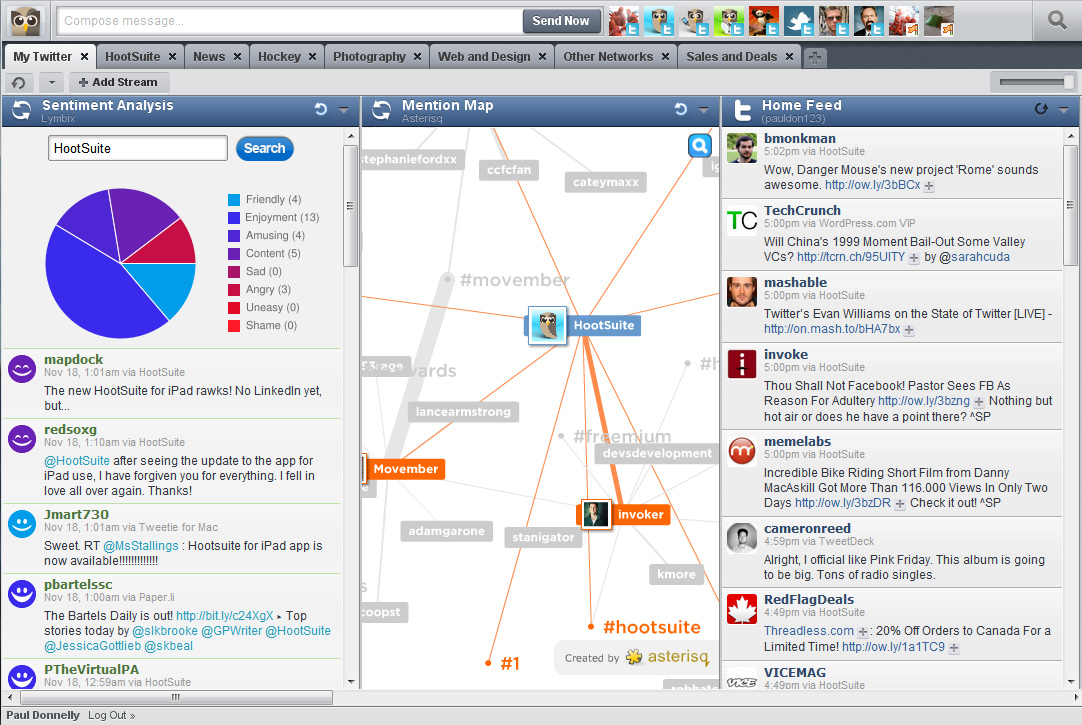 Compose message...
Send Now
My Twitter
HootSuite
News
Hockey
Photography
Web and Design
Other Networks
Sales and Deals
Add Stream
Sentiment Analysis
Lymbix
HootSuite
Search
Friendly (4)
Enjoyment (13)
Amusing (4)
Content (5)
Sad (0)
Angry (3)
Uneasy (0)
Shame (0)
mapdock
Nov 18, 1:01am via HootSuite
The new HootSuite for iPad rawks! No LinkedIn yet,
but...
redsoxg
Nov 18, 1:10am via HootSuite
@HootSuite after seeing the update to the app for
iPad use, I have forgiven you for everything. I fell in
love all over again. Thanks!
Jmart730
Nov 18, 1:01am via Tweetie for Mac
Sweet. RT @MsStallings : Hootsuite for iPad app is
now available!!!!!!!!!!!!!
pbartelssc
Nov 18, 1:00am via Paper.li
The Bartels Daily is out! http://bit.ly/c24XgX ▸ Top
stories today by @slkbrooke @GPWriter @HootSuite
@JessicaGottlieb @skbeal
PTheVirtualPA
Nov 18, 12:59am via HootSuite
Mention Map
Asterisq
stephaniefordxx
ccfcfan
cateymaxx
#movember
HootSuite
lancearmstrong
#freemium
devsdevelopment
Movember
invoker
adamgarone
stanigator
kmore
#hootsuite
#1
Created by asterisq
Home Feed
(pauldon123)
bmonkman
5:02pm via HootSuite
Wow, Danger Mouse's new project 'Rome' sounds
awesome. http://ow.ly/3bBCx
TC
TechCrunch
5:00pm via WordPress.com VIP
Will China's 1999 Moment Bail-Out Some Valley
VCs? http://tcrn.ch/95UITY by @sarahcuda
mashable
5:00pm via HootSuite
Twitter's Evan Williams on the State of Twitter [LIVE] -
http://on.mash.to/bHA7bx
invoke
5:00pm via HootSuite
Thou Shall Not Facebook! Pastor Sees FB As
Reason For Adultery http://ow.ly/3bzng Nothing but
hot air or does he have a point there? ^SP
memelabs
5:00pm via HootSuite
Incredible Bike Riding Short Film from Danny
MacAskill Got More Than 116.000 Views In Only Two
Days http://ow.ly/3bzDR Check it out! ^SP
cameronreed
4:59pm via TweetDeck
Alright, I official like Pink Friday. This album is going
to be big. Tons of radio singles.
RedFlagDeals
4:49pm via HootSuite
Threadless.com : 20% Off Orders to Canada For a
Limited Time! http://ow.ly/1a1TC9
VICE
VICEMAG
4:49pm via HootSuite
Paul Donnelly Log Out »